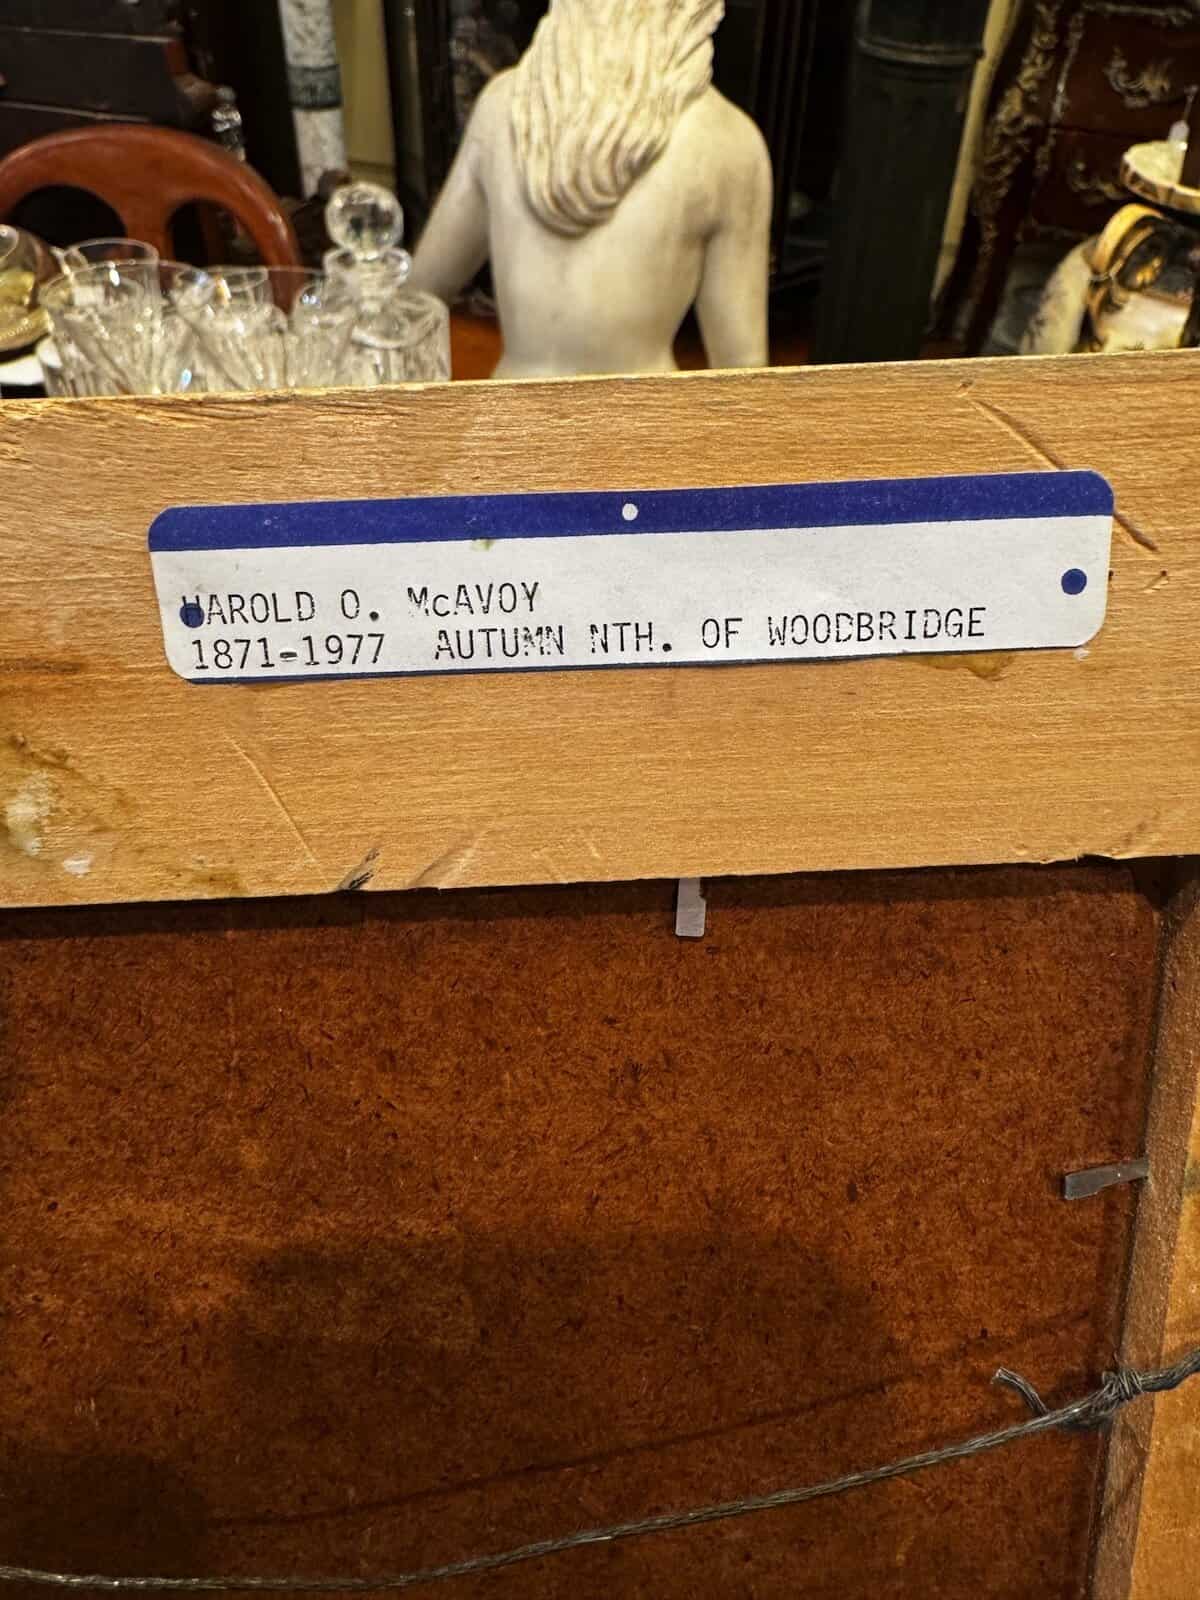 HAROLD O. McAVOY
1871-1977 AUTUMN NTH. OF WOODBRIDGE